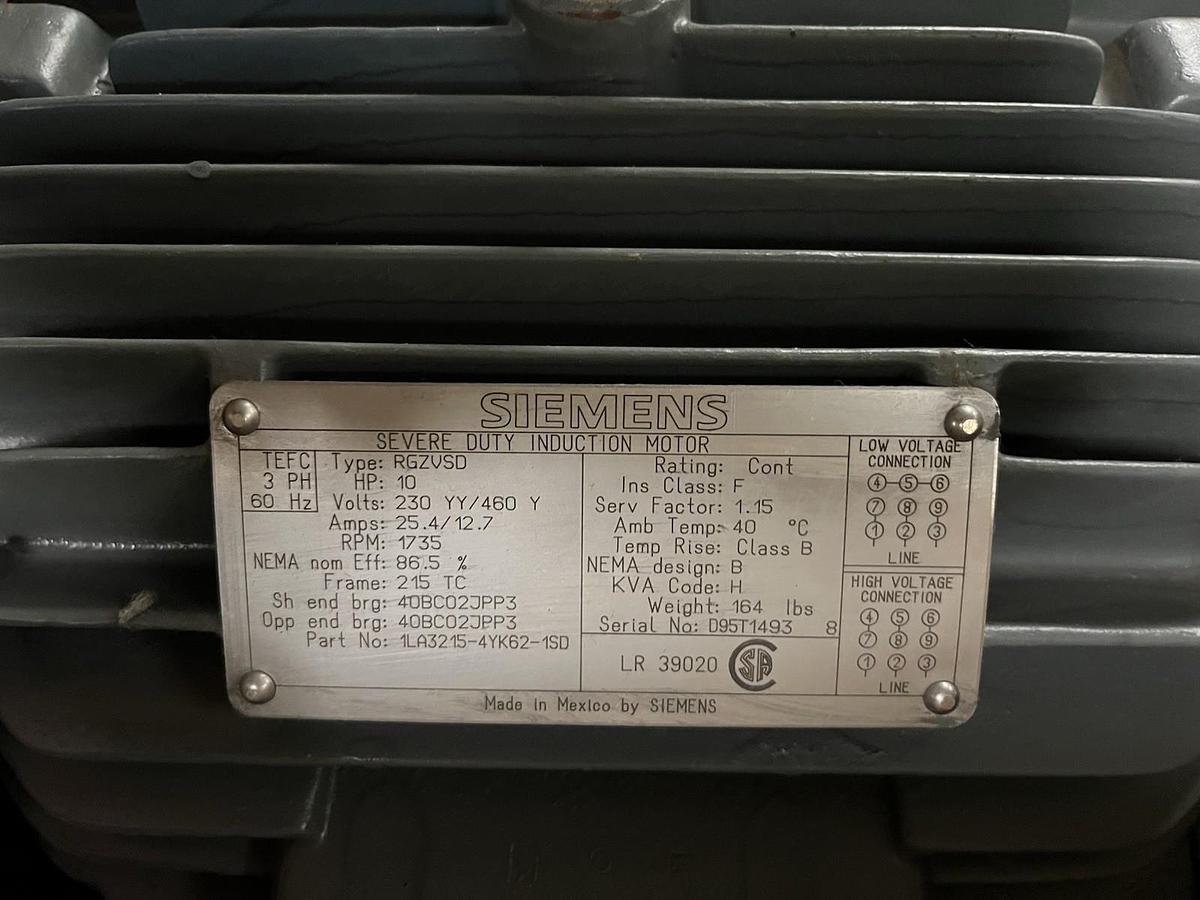 SIEMENS
SEVERE DUTY INDUCTION MOTOR
TEFC
3 PH
60 Hz
Type: RGZVSD
HP: 10
Volts: 230 YY/460 Y
Amps: 25.4/12.7
RPM: 1735
NEMA nom Eff: 86.5 %
Frame: 215 TC
Sh end brg: 40BC02JPP3
Opp end brg: 40BC02JPP3
Part No: 1LA3215-4YK62-1SD
Rating: Cont
Ins Class: F
Serv Factor: 1.15
Amb Temp: 40 °C
Temp Rise: Class B
NEMA design: B
KVA Code: H
Weight: 164 lbs
Serial No: D95T1493 8
LR 39020 CSA
LOW VOLTAGE
CONNECTION
4 5 6
7 8 9
1 2 3
LINE
HIGH VOLTAGE
CONNECTION
4 5 6
7 8 9
1 2 3
LINE
Made in Mexico by SIEMENS